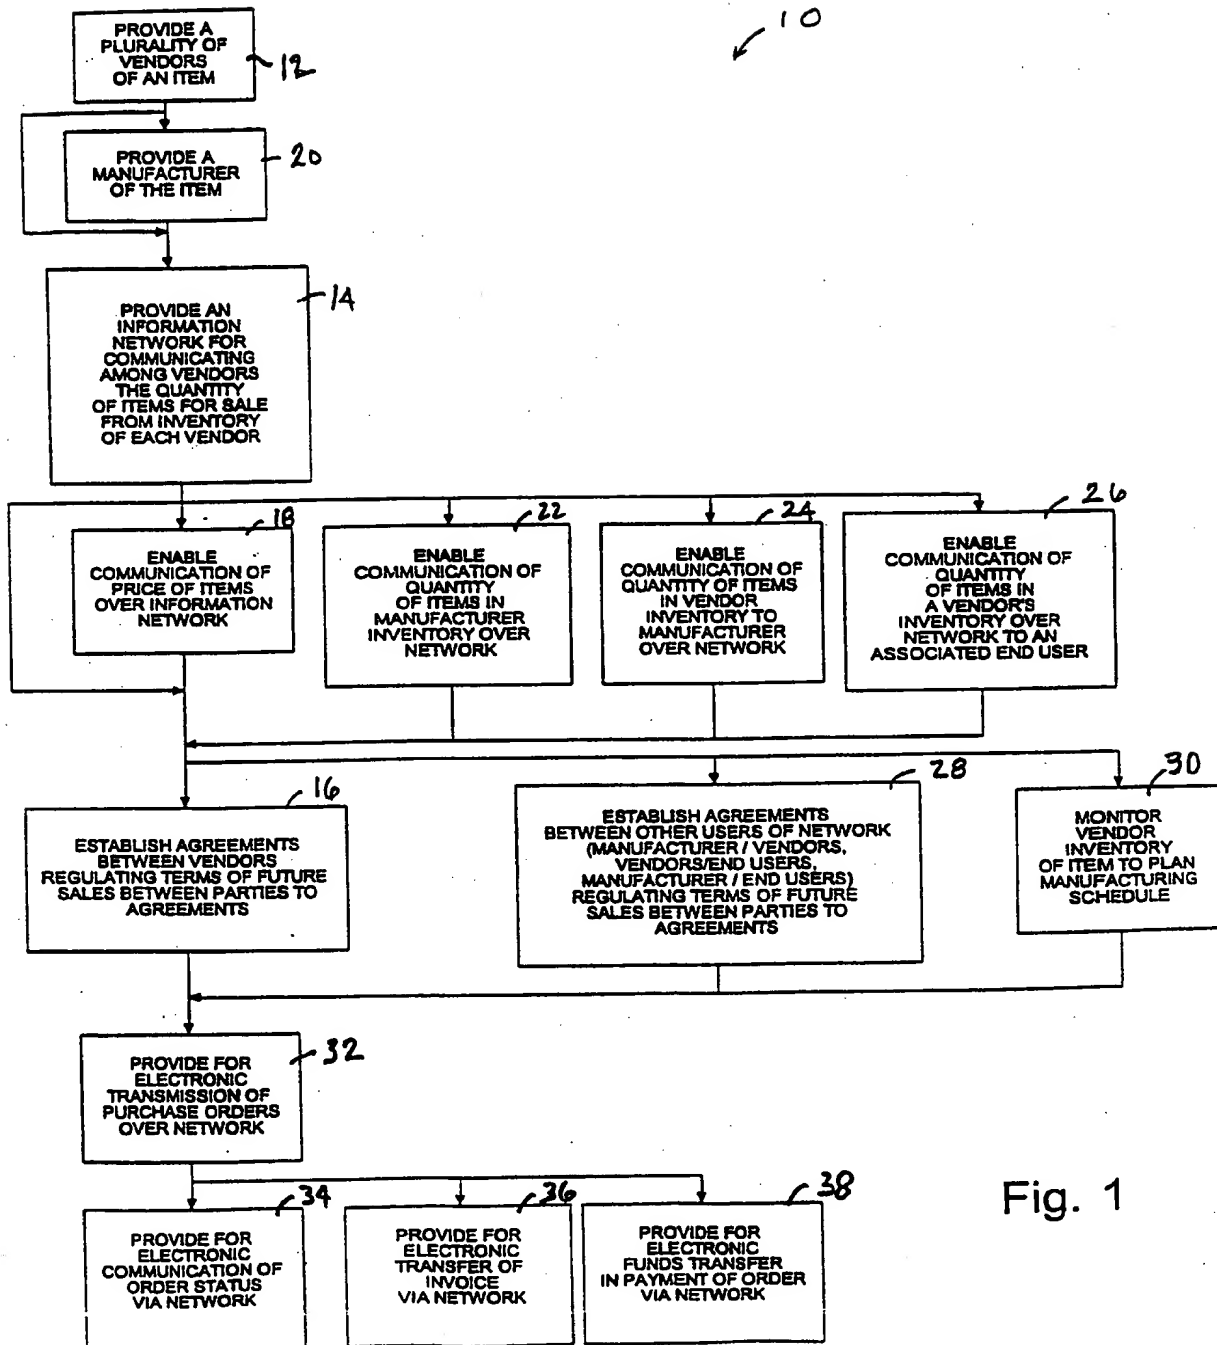 10
PROVIDE A
PLURALITY OF
VENDORS
OF AN ITEM
12
PROVIDE A
MANUFACTURER
OF THE ITEM
20
PROVIDE AN
INFORMATION
NETWORK FOR
COMMUNICATING
AMONG VENDORS
THE QUANTITY
OF ITEMS FOR SALE
FROM INVENTORY
OF EACH VENDOR
14
18
ENABLE
COMMUNICATION OF
PRICE OF ITEMS
OVER INFORMATION
NETWORK
22
ENABLE
COMMUNICATION OF
QUANTITY
OF ITEMS IN
MANUFACTURER
INVENTORY OVER
NETWORK
24
ENABLE
COMMUNICATION OF
QUANTITY OF ITEMS
IN VENDOR
INVENTORY TO
MANUFACTURER
OVER NETWORK
26
ENABLE
COMMUNICATION OF
QUANTITY
OF ITEMS IN
A VENDOR'S
INVENTORY OVER
NETWORK TO AN
ASSOCIATED END USER
16
ESTABLISH AGREEMENTS
BETWEEN VENDORS
REGULATING TERMS OF FUTURE
SALES BETWEEN PARTIES TO
AGREEMENTS
28
ESTABLISH AGREEMENTS
BETWEEN OTHER USERS OF NETWORK
(MANUFACTURER / VENDORS,
VENDORS/END USERS,
MANUFACTURER / END USERS)
REGULATING TERMS OF FUTURE
SALES BETWEEN PARTIES TO
AGREEMENTS
30
MONITOR
VENDOR
INVENTORY
OF ITEM TO PLAN
MANUFACTURING
SCHEDULE
32
PROVIDE FOR
ELECTRONIC
TRANSMISSION OF
PURCHASE ORDERS
OVER NETWORK
34
PROVIDE FOR
ELECTRONIC
COMMUNICATION OF
ORDER STATUS
VIA NETWORK
36
PROVIDE FOR
ELECTRONIC
TRANSFER OF
INVOICE
VIA NETWORK
38
PROVIDE FOR
ELECTRONIC
FUNDS TRANSFER
IN PAYMENT OF ORDER
VIA NETWORK
Fig. 1